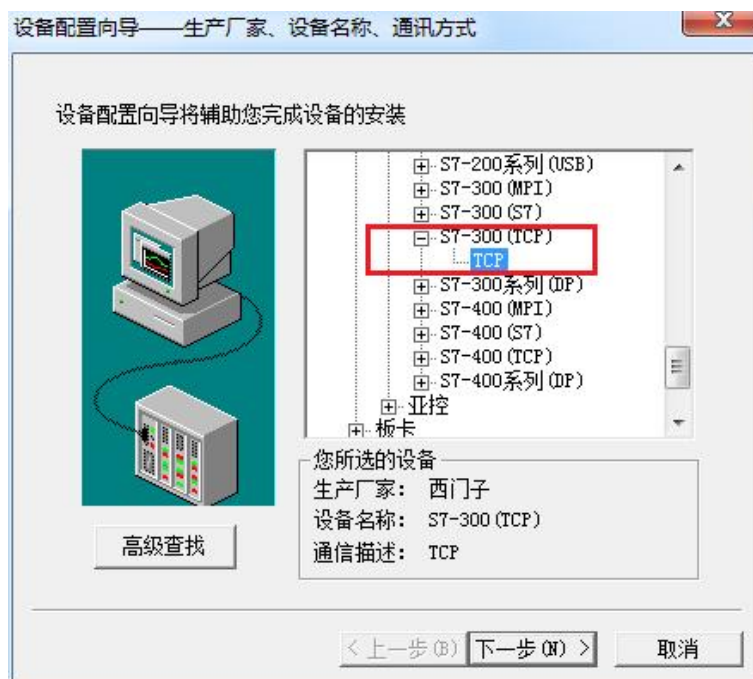 设备配置向导——生产厂家、设备名称、通讯方式
设备配置向导将辅助您完成设备的安装
S7-200系列(USB)
S7-300(MPI)
S7-300(S7)
S7-300(TCP)
TCP
S7-300系列(DP)
S7-400(MPI)
S7-400(S7)
S7-400(TCP)
S7-400系列(DP)
亚控
板卡
您所选的设备
生产厂家： 西门子
设备名称： S7-300(TCP)
通信描述： TCP
高级查找
< 上一步(B)
下一步(N) >
取消